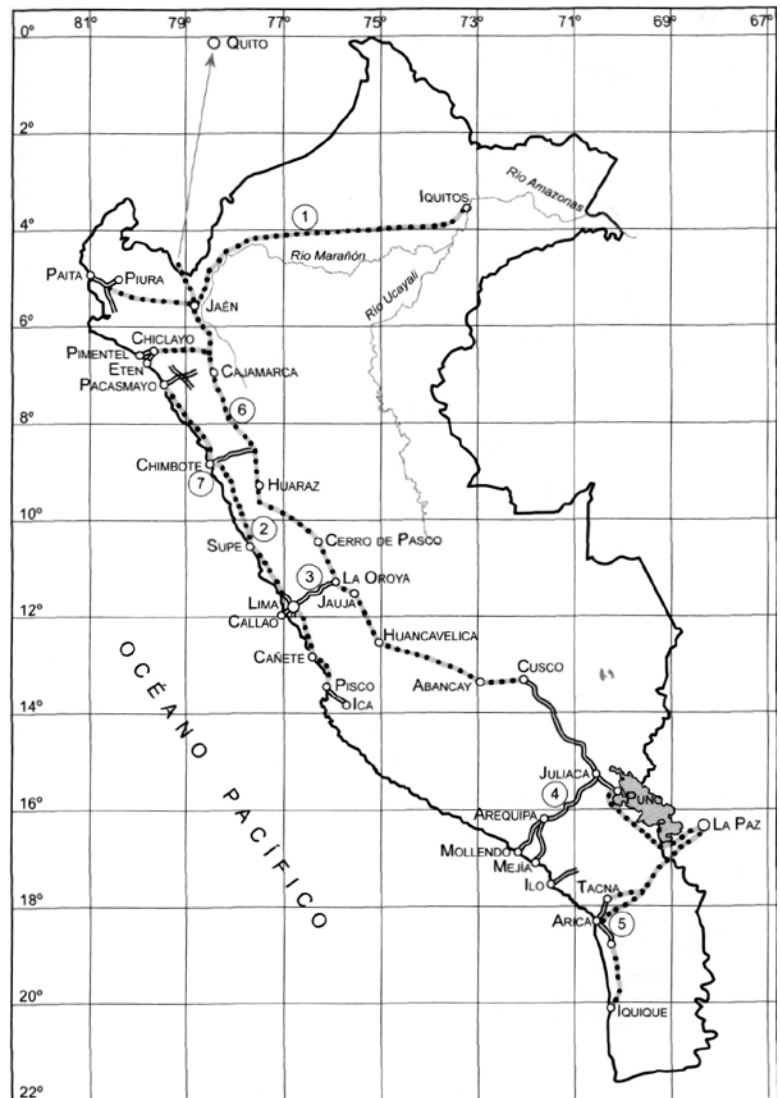 81° 79° 77° 75° 73° 71° 69° 67°
0°
QUITO
2°
IQUITOS
Río Amazonas
1
4°
Río Marañón
PAITA
PIURA
Río Ucayali
JAÉN
6°
CHICLAYO
PIMENTEL
ETEN
CAJAMARCA
PACASMAYO
6
8°
CHIMBOTE
7
HUARAZ
10°
2
CERRO DE PASCO
SUPE
3
LA OROYA
LIMA
JAUJA
12°
CALLAO
HUANCAVELICA
CAÑETE
CUSCO
ABANCAY
PISCO
ICA
14°
OCÉANO PACÍFICO
JULIACA
4
PUNO
16°
AREQUIPA
LA PAZ
MOLLENDO
MEJÍA
ILO
TACNA
18°
ARICA
5
20°
IQUIQUE
22°